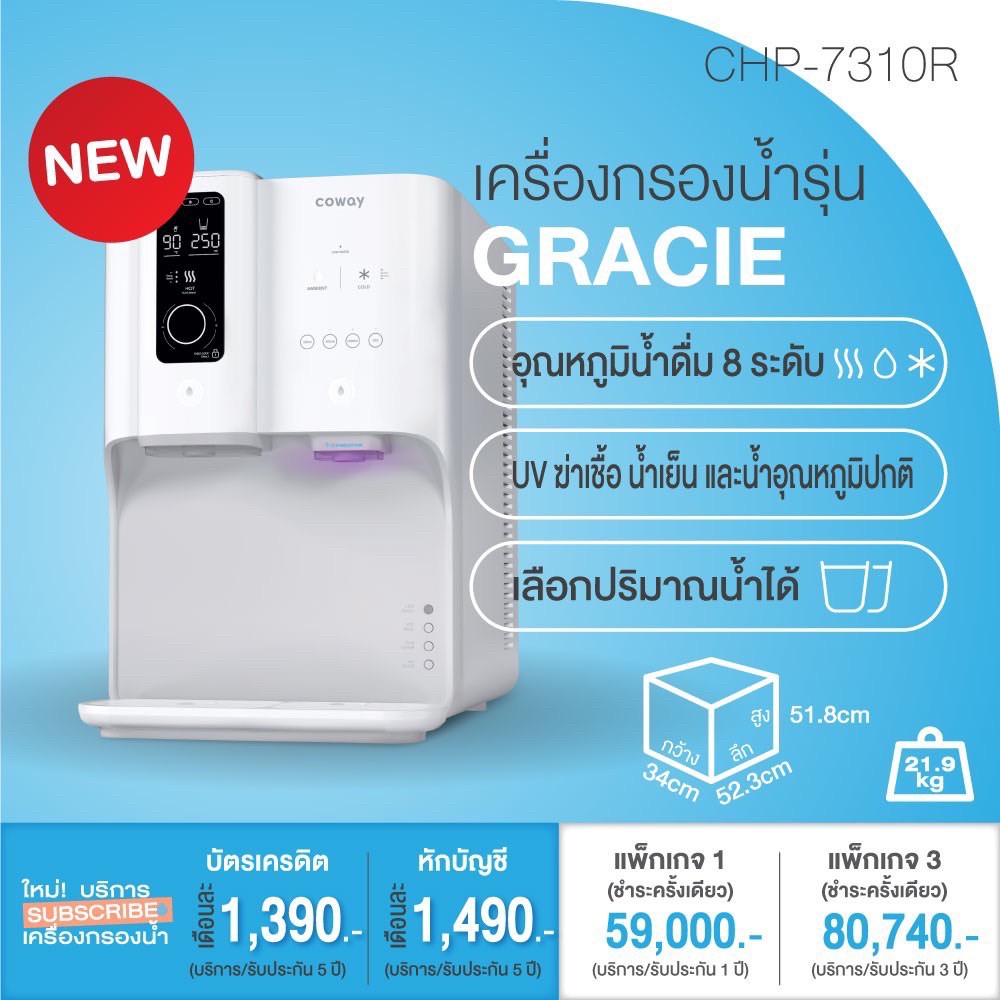 CHP-7310R
NEW
เครื่องกรองน้ำรุ่น
GRACIE
coway
90 250
HOT
AMBIENT
COLD
อุณหภูมิน้ำดื่ม 8 ระดับ
UV ฆ่าเชื้อ น้ำเย็น และน้ำอุณหภูมิปกติ
เลือกปริมาณน้ำได้
สูง 51.8cm
กว้าง 34cm
ลึก 52.3cm
21.9
kg
ใหม่! บริการ
SUBSCRIBE
เครื่องกรองน้ำ
บัตรเครดิต
เดือนละ 1,390.-
(บริการ/รับประกัน 5 ปี)
หักบัญชี
เดือนละ 1,490.-
(บริการ/รับประกัน 5 ปี)
แพ็กเกจ 1
(ชำระครั้งเดียว)
59,000.-
(บริการ/รับประกัน 1 ปี)
แพ็กเกจ 3
(ชำระครั้งเดียว)
80,740.-
(บริการ/รับประกัน 3 ปี)